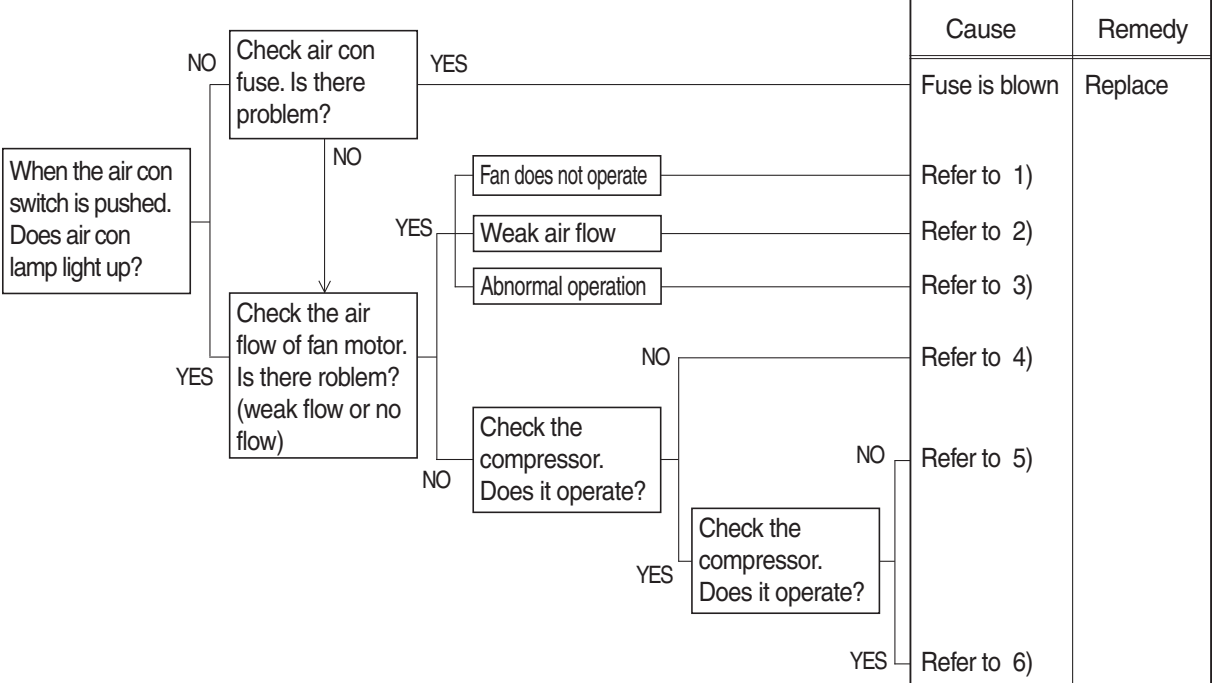 Cause
Remedy
NO
Check air con
fuse. Is there
problem?
YES
Fuse is blown
Replace
When the air con
switch is pushed.
Does air con
lamp light up?
NO
YES
Check the air
flow of fan motor.
Is there roblem?
(weak flow or no
flow)
YES
Fan does not operate
Refer to 1)
Weak air flow
Refer to 2)
Abnormal operation
Refer to 3)
NO
Check the
compressor.
Does it operate?
NO
Refer to 4)
YES
Check the
compressor.
Does it operate?
NO
Refer to 5)
YES
Refer to 6)